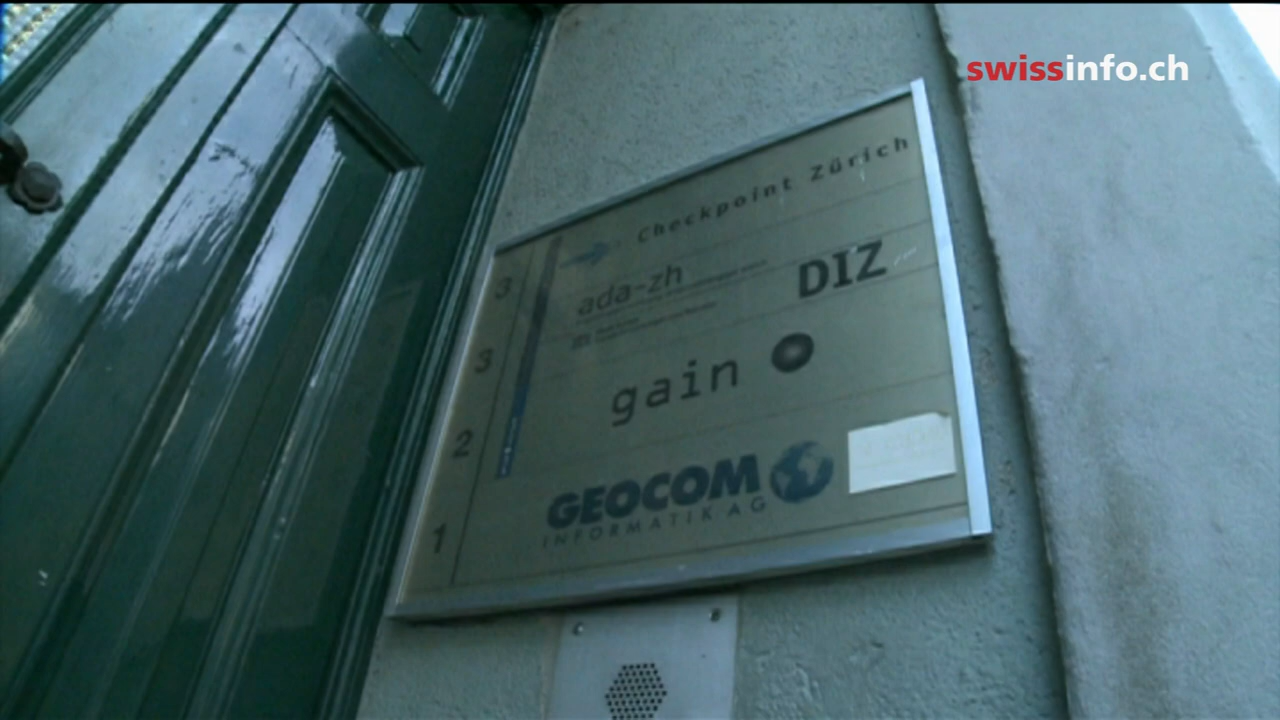 swissinfo.ch
Checkpoint Zürich
3
ada-zh
DIZ
3
gain
2
GEOCOM
INFORMATIK AG
1